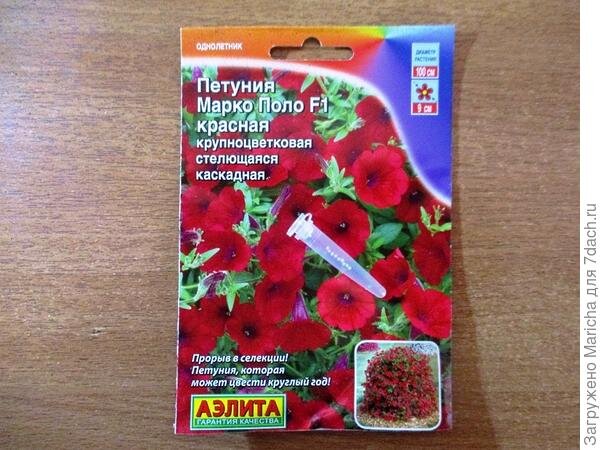 ОДНОЛЕТНИК
ДИАМЕТР
РАСТЕНИЯ
100 см
9 см
Петуния
Марко Поло F1
красная
крупноцветковая
стелющаяся
каскадная
Прорыв в селекции!
Петуния, которая
может цвести круглый год!
АЭЛИТА
ГАРАНТИЯ КАЧЕСТВА
Загружено Maricha для 7dach.ru